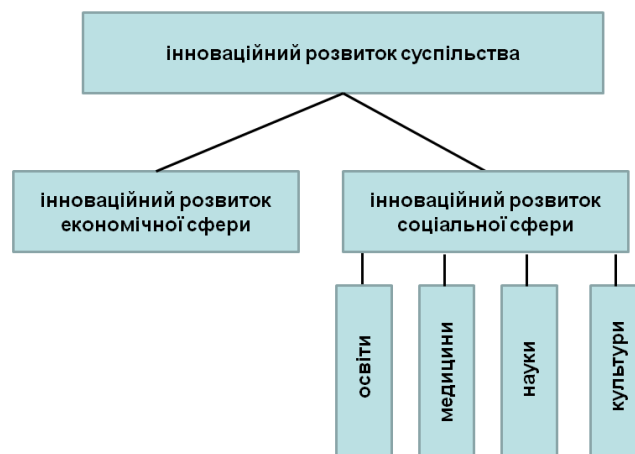 інноваційний розвиток суспільства
інноваційний розвиток
економічної сфери
інноваційний розвиток
соціальної сфери
освіти
медицини
науки
культури